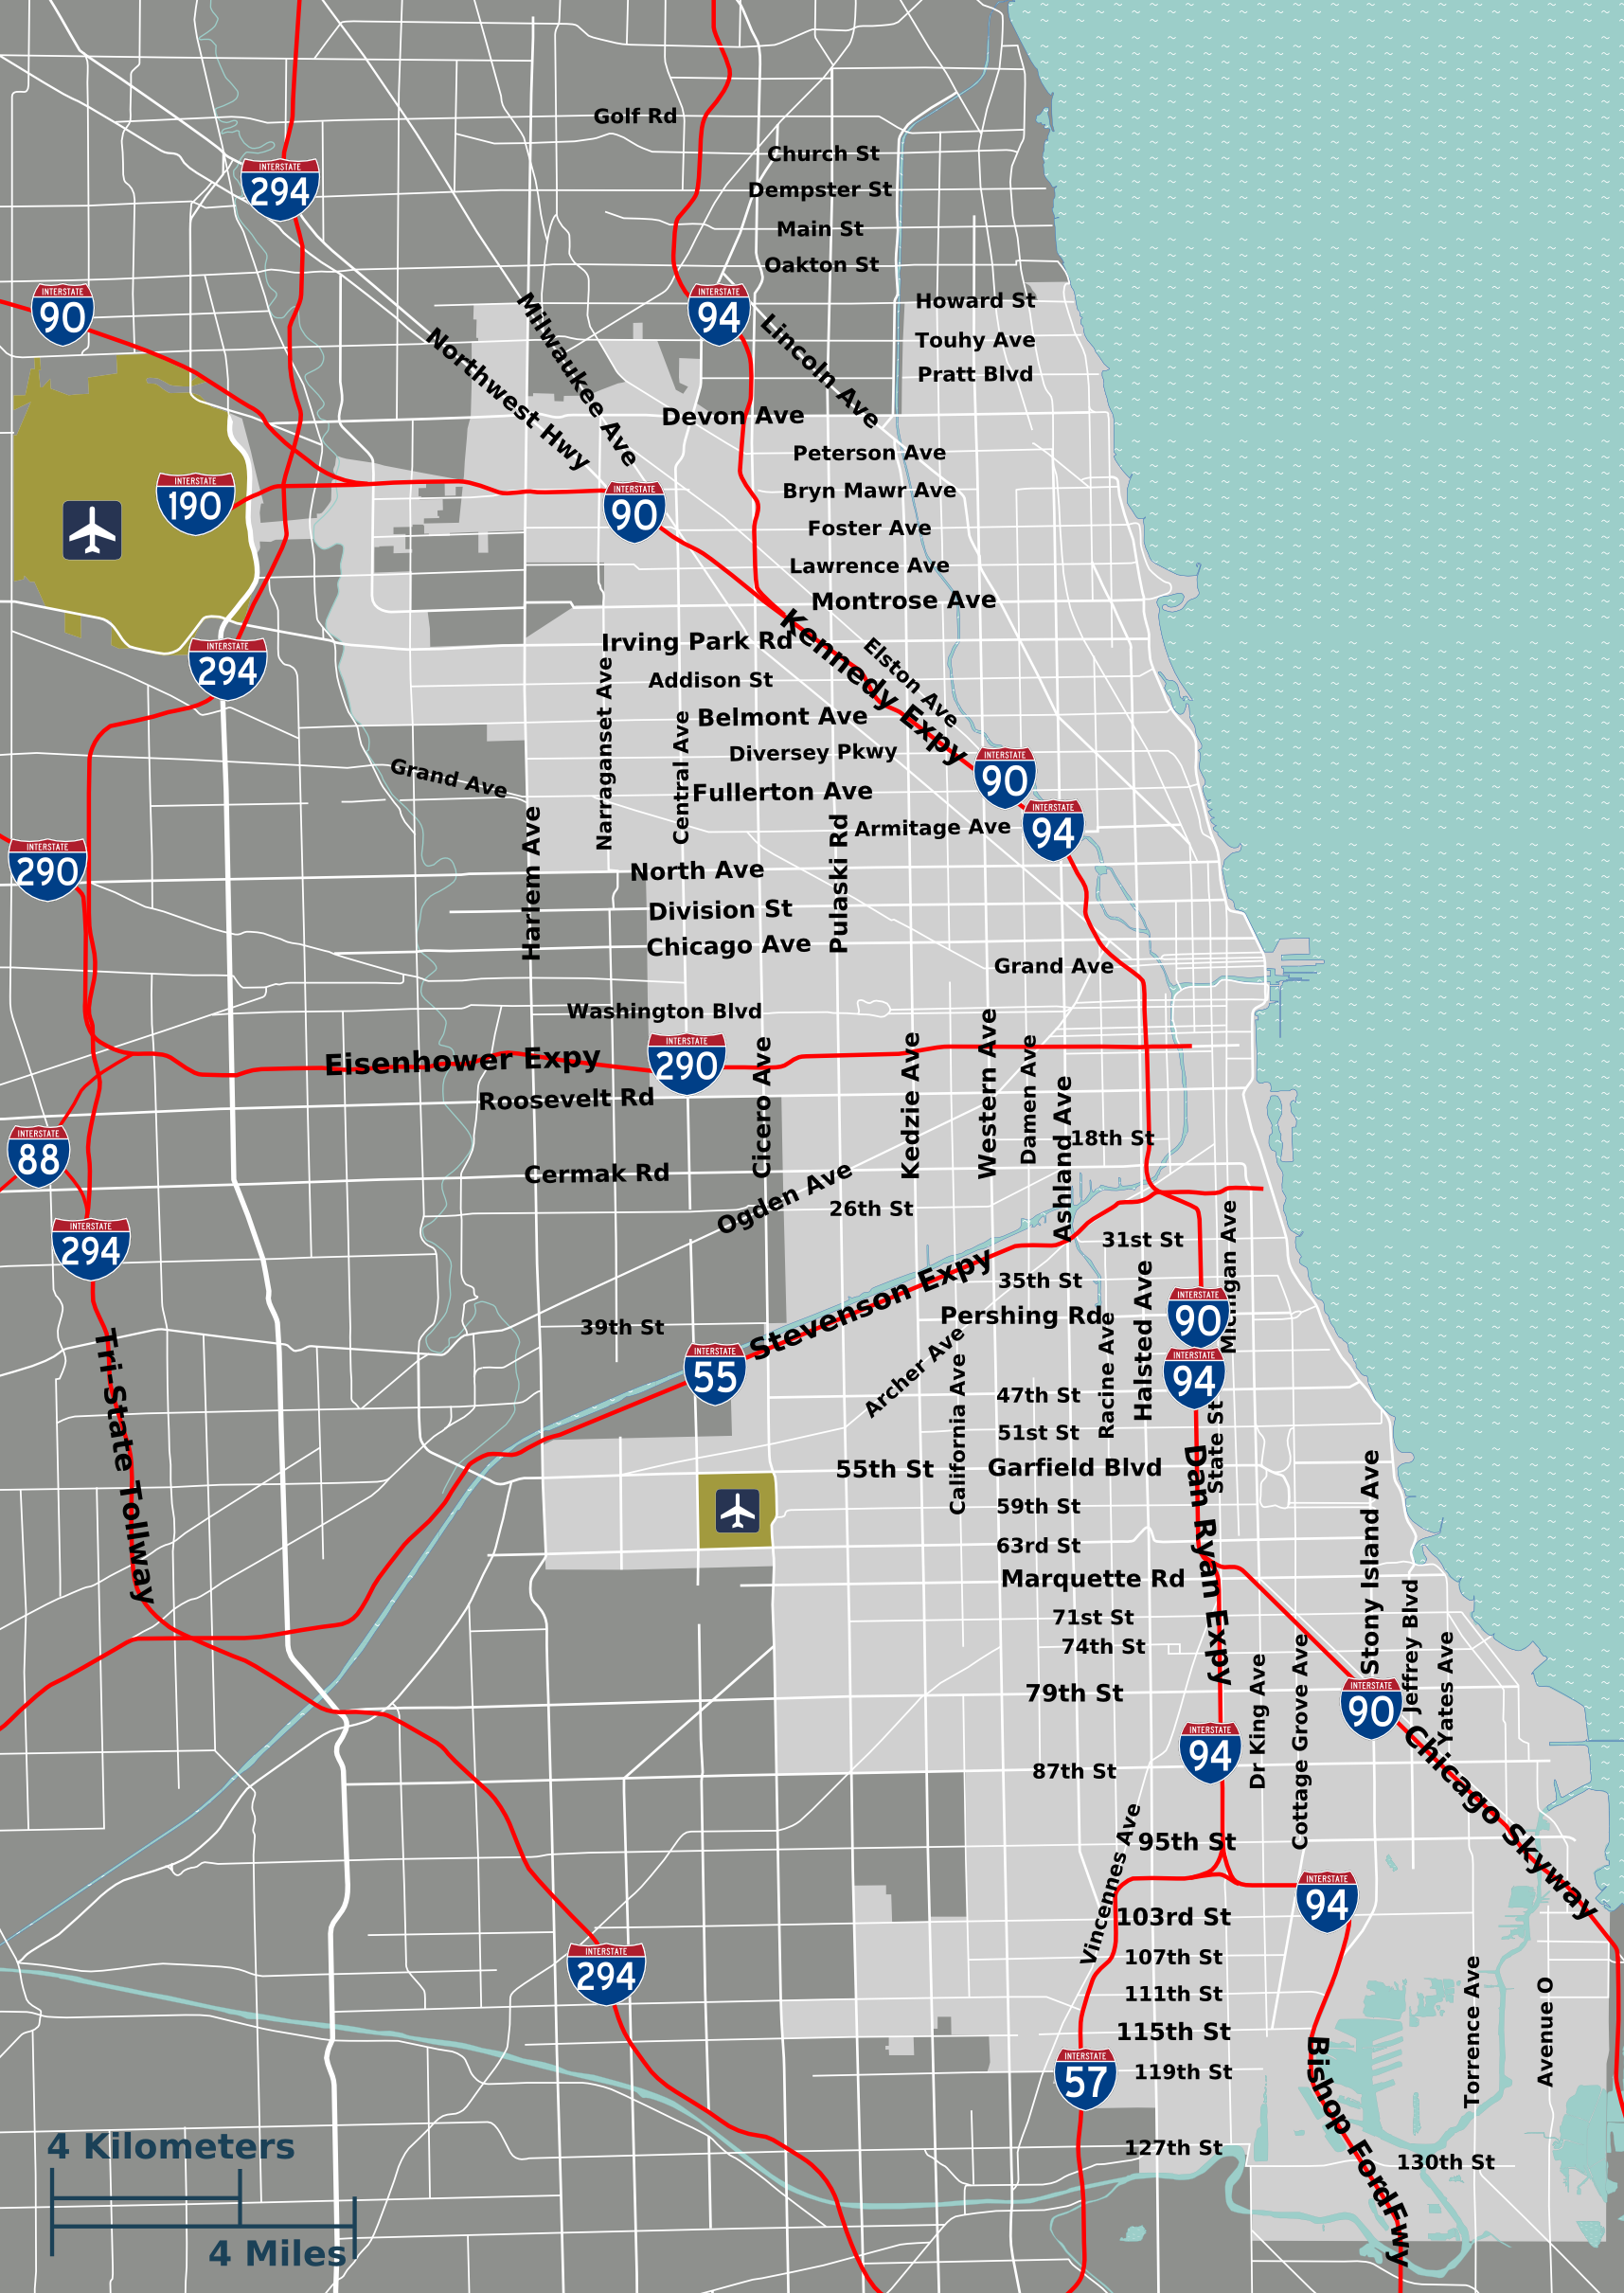 Golf Rd
Church St
INTERSTATE
294
Dempster St
Main St
Oakton St
INTERSTATE
90
INTERSTATE
94
Howard St
Milwaukee Ave
Northwest Hwy
Lincoln Ave
Touhy Ave
Pratt Blvd
Devon Ave
Peterson Ave
INTERSTATE
190
INTERSTATE
90
Bryn Mawr Ave
Foster Ave
Lawrence Ave
Montrose Ave
Kennedy Expy
Irving Park Rd
Elston Ave
INTERSTATE
294
Addison St
Narraganset Ave
Belmont Ave
Central Ave
Diversey Pkwy
Grand Ave
INTERSTATE
90
Fullerton Ave
Harlem Ave
Pulaski Rd
Armitage Ave
INTERSTATE
94
INTERSTATE
290
North Ave
Division St
Chicago Ave
Grand Ave
Washington Blvd
Eisenhower Expy
INTERSTATE
290
Cicero Ave
Kedzie Ave
Western Ave
Damen Ave
Ashland Ave
Roosevelt Rd
INTERSTATE
88
18th St
Cermak Rd
Ogden Ave
26th St
INTERSTATE
294
31st St
Michigan Ave
Stevenson Expy
35th St
Halsted Ave
INTERSTATE
90
Pershing Rd
39th St
Tri-State Tollway
Archer Ave
Racine Ave
INTERSTATE
55
California Ave
INTERSTATE
94
47th St
State St
51st St
55th St
Garfield Blvd
Dan Ryan Expy
Stony Island Ave
59th St
63rd St
Marquette Rd
Jeffrey Blvd
71st St
Yates Ave
74th St
Dr King Ave
Cottage Grove Ave
79th St
INTERSTATE
90
INTERSTATE
94
Chicago Skyway
87th St
Vincennes Ave
95th St
INTERSTATE
94
103rd St
INTERSTATE
294
107th St
Torrence Ave
Avenue O
111th St
115th St
Bishop FordFwy
INTERSTATE
57
119th St
127th St
130th St
4 Kilometers
4 Miles